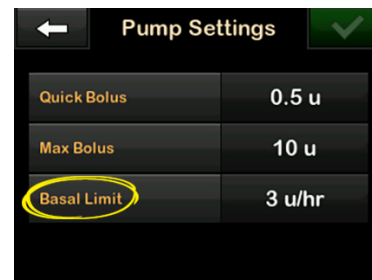 Pump Settings
Quick Bolus 0.5 u
Max Bolus 10 u
Basal Limit 3 u/hr